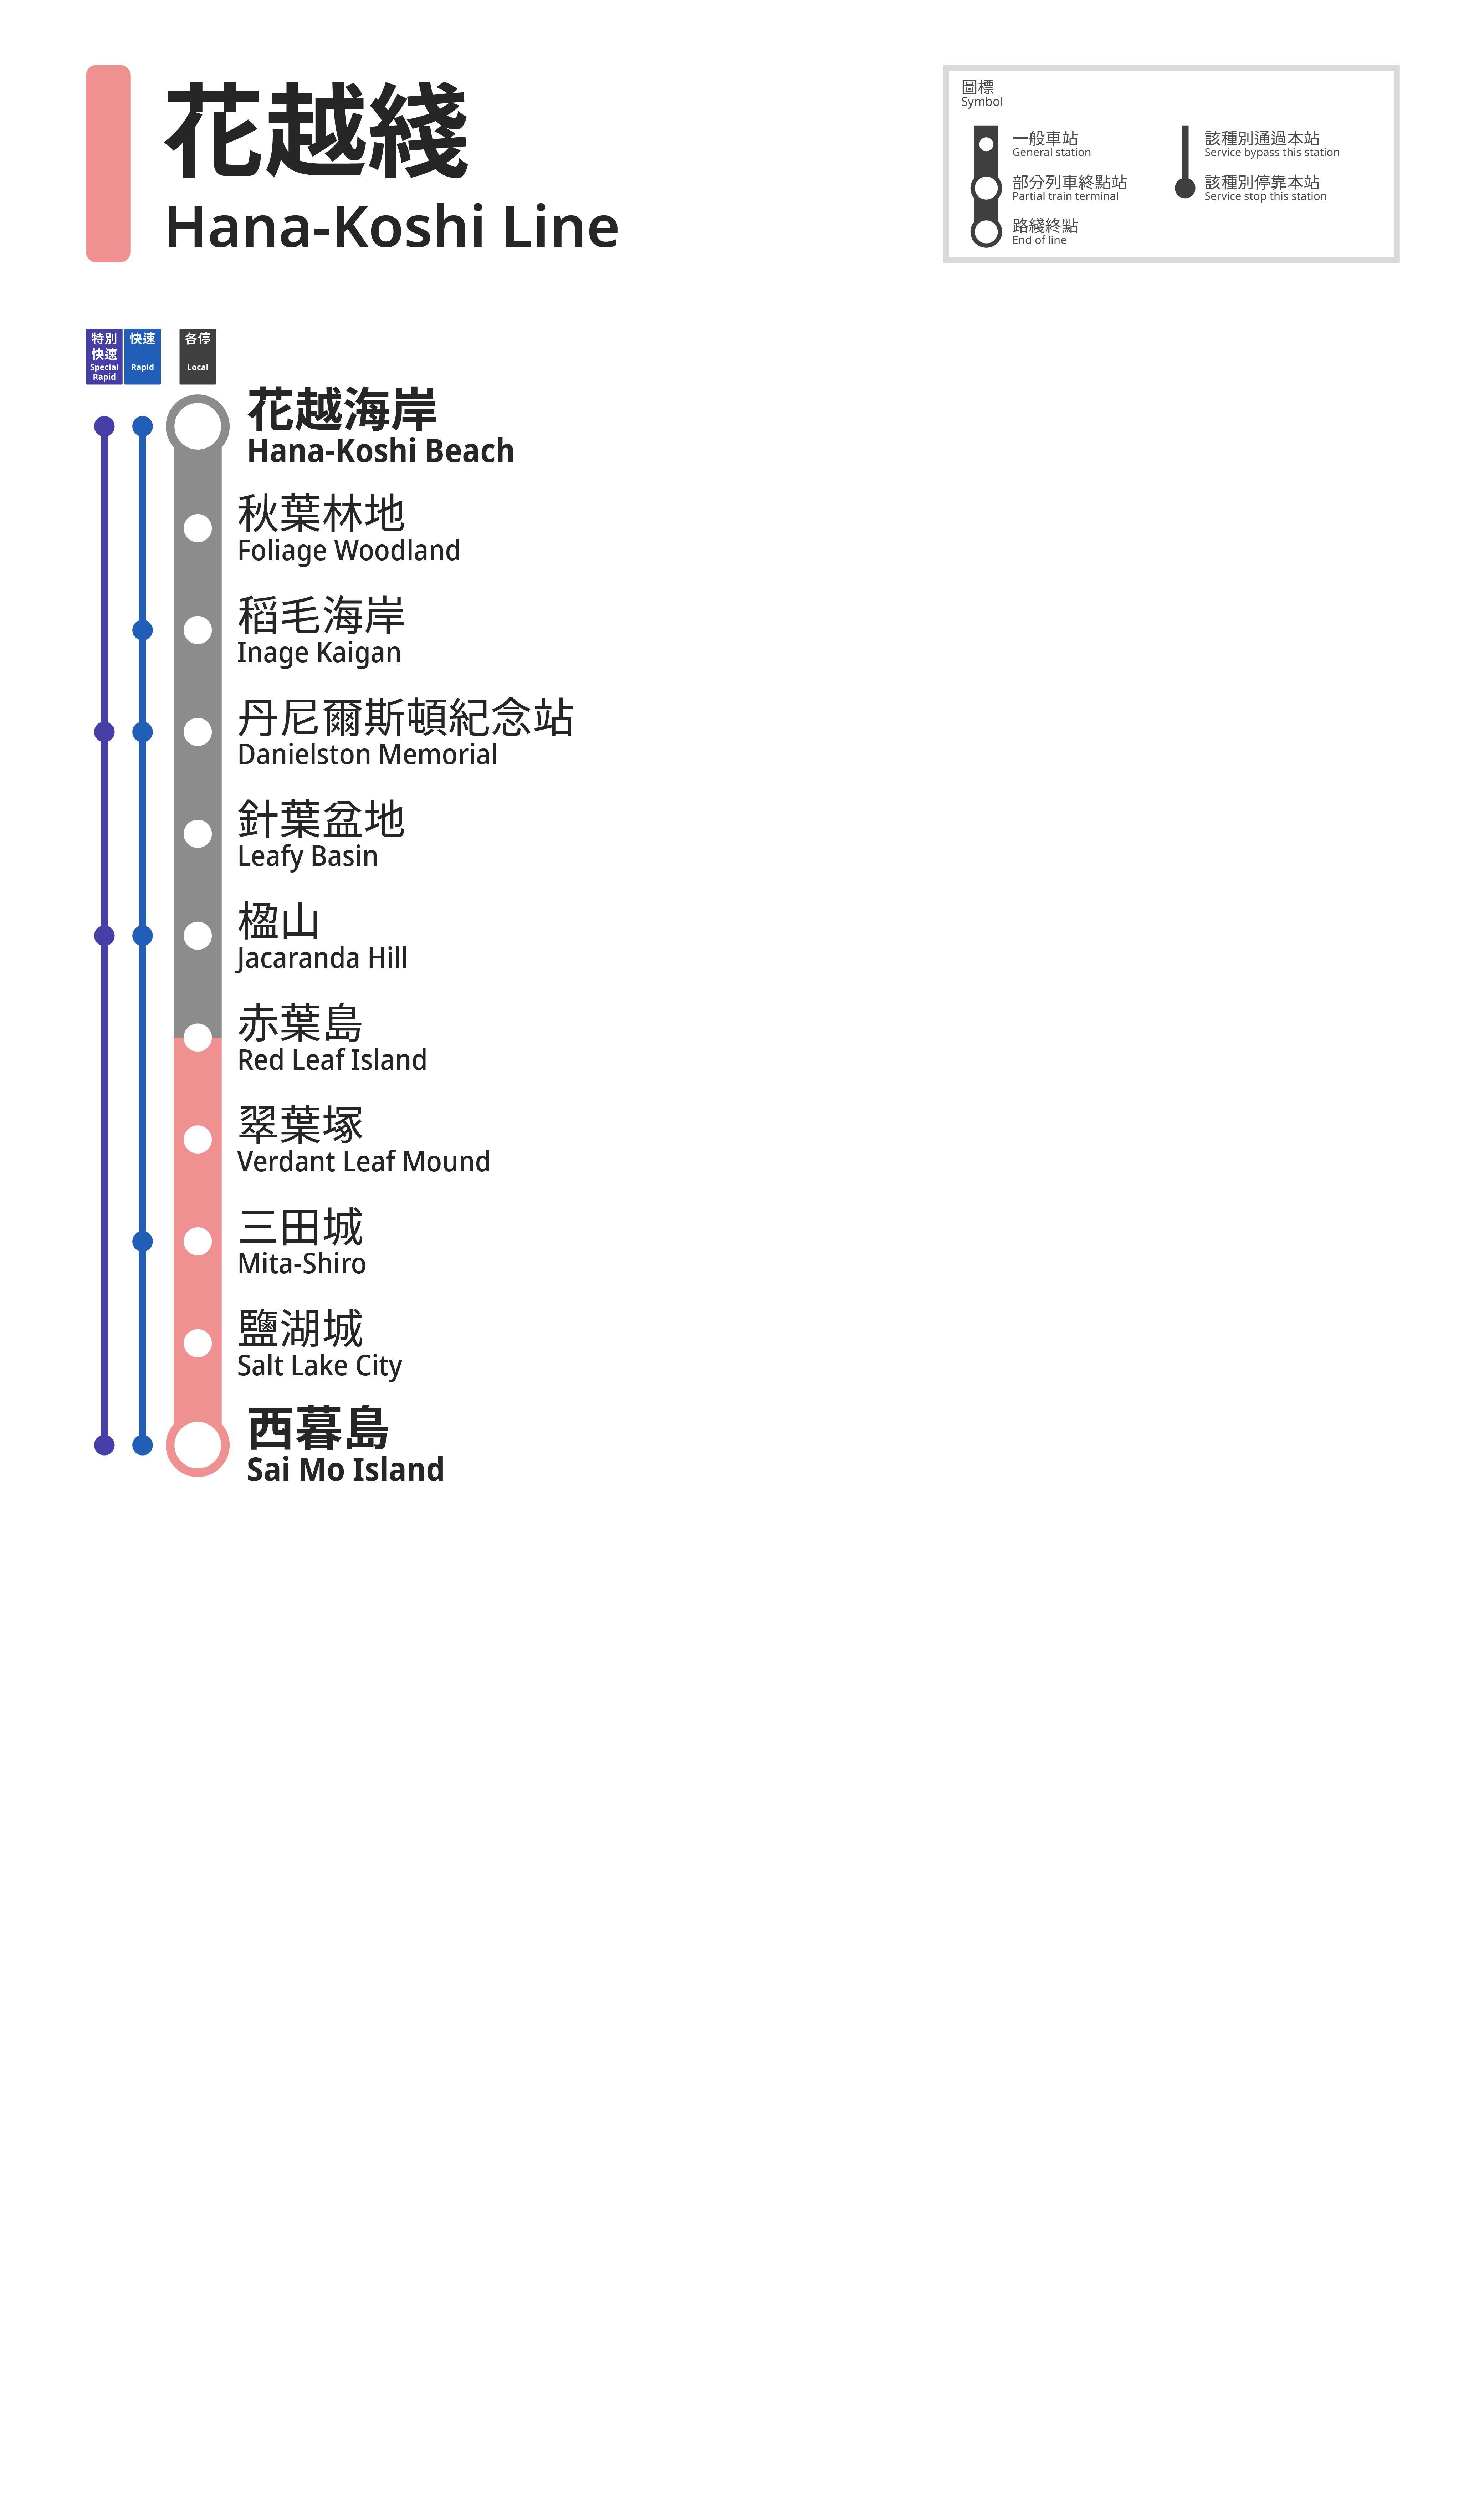 花越綫
Hana-Koshi Line
圖標
Symbol
一般車站
General station
部分列車終點站
Partial train terminal
路綫終點
End of line
該種別通過本站
Service bypass this station
該種別停靠本站
Service stop this station
特別
快速
Special
Rapid
快速
Rapid
各停
Local
花越海岸
Hana-Koshi Beach
秋葉林地
Foliage Woodland
稻毛海岸
Inage Kaigan
丹尼爾斯頓紀念站
Danielston Memorial
針葉盆地
Leafy Basin
楹山
Jacaranda Hill
赤葉島
Red Leaf Island
翠葉塚
Verdant Leaf Mound
三田城
Mita-Shiro
鹽湖城
Salt Lake City
西暮島
Sai Mo Island